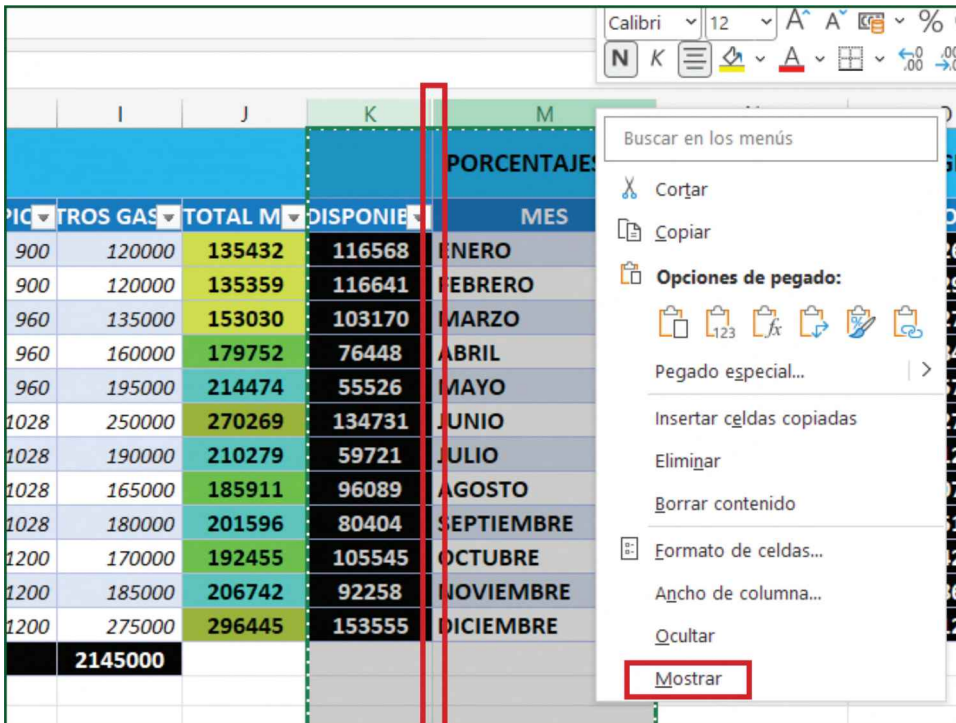 Calibri 12 A A %
N K A
I J K M
PORCENTAJES
TROS GAS TOTAL M DISPONIB MES
900 120000 135432 116568 ENERO
900 120000 135359 116641 FEBRERO
960 135000 153030 103170 MARZO
960 160000 179752 76448 ABRIL
960 195000 214474 55526 MAYO
1028 250000 270269 134731 JUNIO
1028 190000 210279 59721 JULIO
1028 165000 185911 96089 AGOSTO
1028 180000 201596 80404 SEPTIEMBRE
1200 170000 192455 105545 OCTUBRE
1200 185000 206742 92258 NOVIEMBRE
1200 275000 296445 153555 DICIEMBRE
2145000
Buscar en los menús
Cortar
Copiar
Opciones de pegado:
123 fx %
Pegado especial...
Insertar celdas copiadas
Eliminar
Borrar contenido
Formato de celdas...
Ancho de columna...
Ocultar
Mostrar